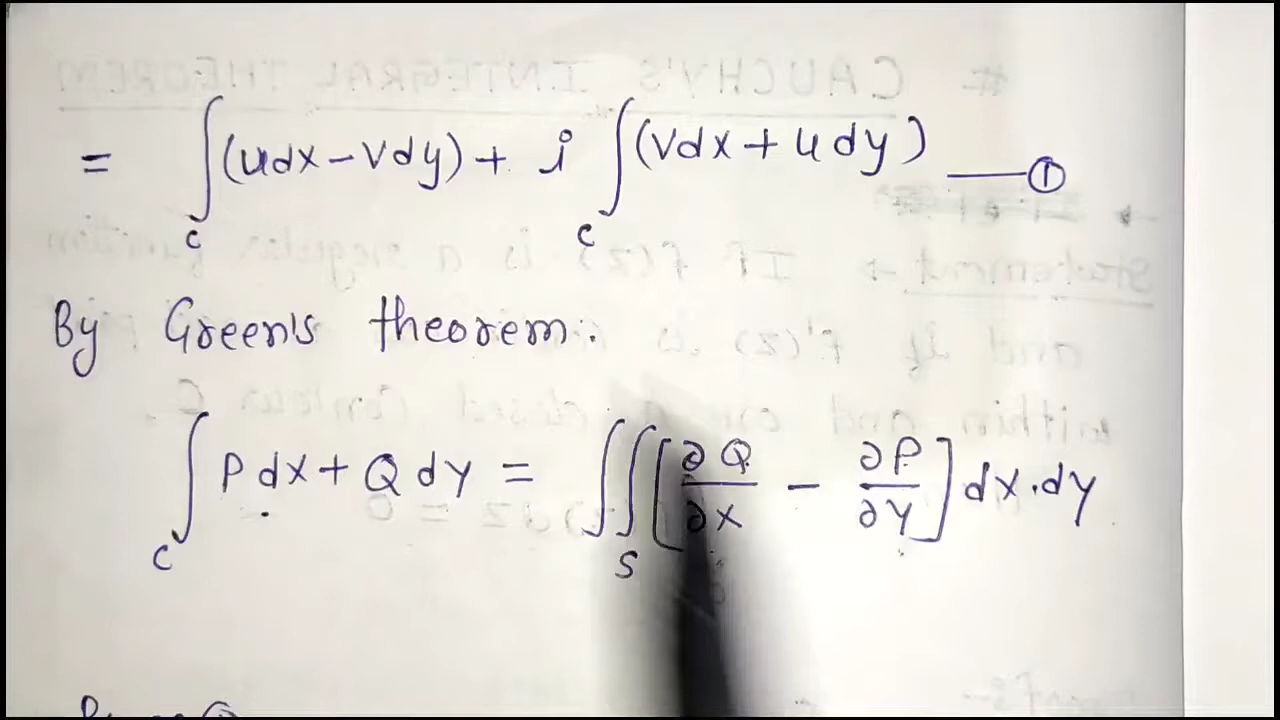 = ∫_C (udx – vdy) + i ∫_C (vdx + udy) —— ①
By Green's theorem:
∫_C Pdx + Qdy = ∬_S [∂Q/∂x – ∂P/∂y] dx.dy